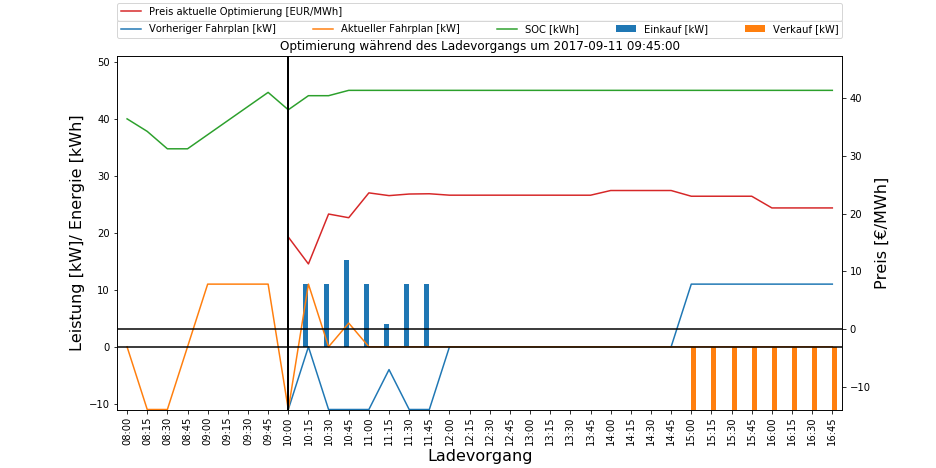 Preis aktuelle Optimierung [EUR/MWh]
Vorheriger Fahrplan [kW] Aktueller Fahrplan [kW] SOC [kWh] Einkauf [kW] Verkauf [kW]
Optimierung während des Ladevorgangs um 2017-09-11 09:45:00
Leistung [kW]/ Energie [kWh]
50
40
30
20
10
0
−10
Preis [€/MWh]
40
30
20
10
0
−10
08:00 08:15 08:30 08:45 09:00 09:15 09:30 09:45 10:00 10:15 10:30 10:45 11:00 11:15 11:30 11:45 12:00 12:15 12:30 12:45 13:00 13:15 13:30 13:45 14:00 14:15 14:30 14:45 15:00 15:15 15:30 15:45 16:00 16:15 16:30 16:45
Ladevorgang